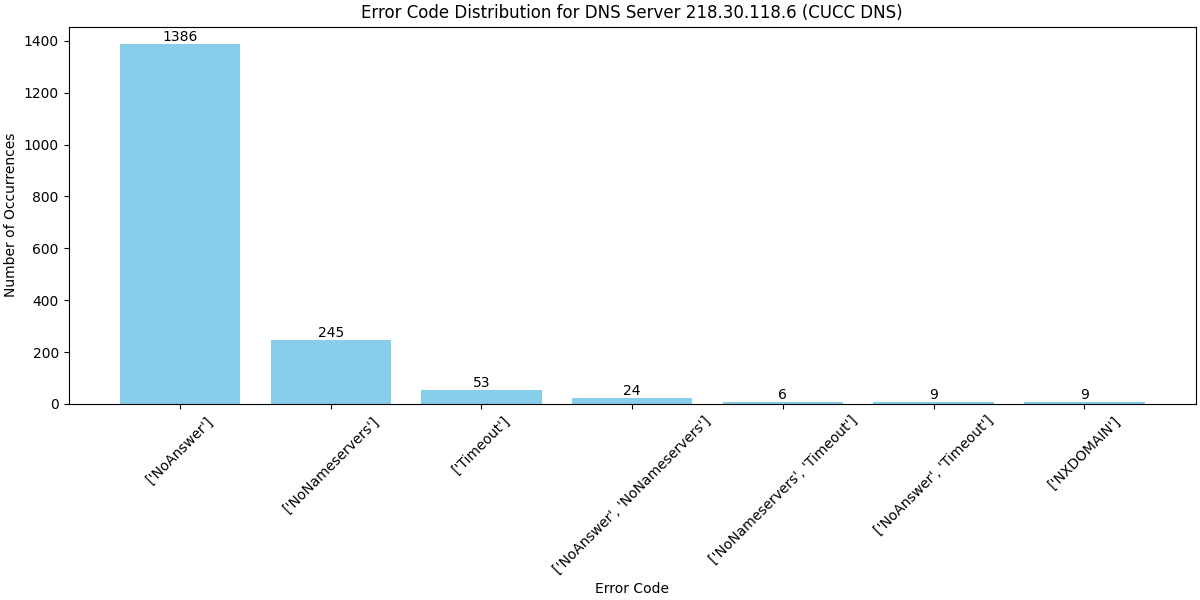 Error Code Distribution for DNS Server 218.30.118.6 (CUCC DNS)
Number of Occurrences
1400
1200
1000
800
600
400
200
0
1386
245
53
24
6
9
9
['NoAnswer']
['NoNameservers']
['Timeout']
['NoAnswer', 'NoNameservers']
['NoNameservers', 'Timeout']
['NoAnswer', 'Timeout']
['NXDOMAIN']
Error Code